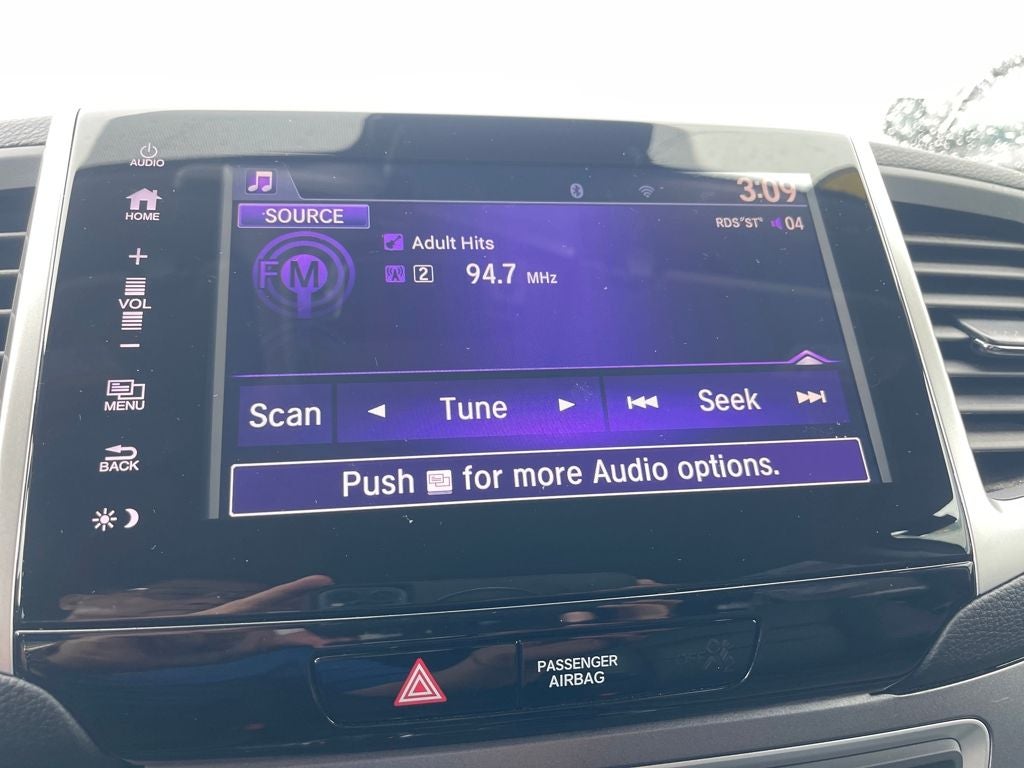 AUDIO
HOME
+
VOL
−
MENU
BACK
3:09
SOURCE
RDS "ST" 04
FM
Adult Hits
2 94.7 MHz
Scan
Tune
Seek
Push for more Audio options.
PASSENGER
AIRBAG